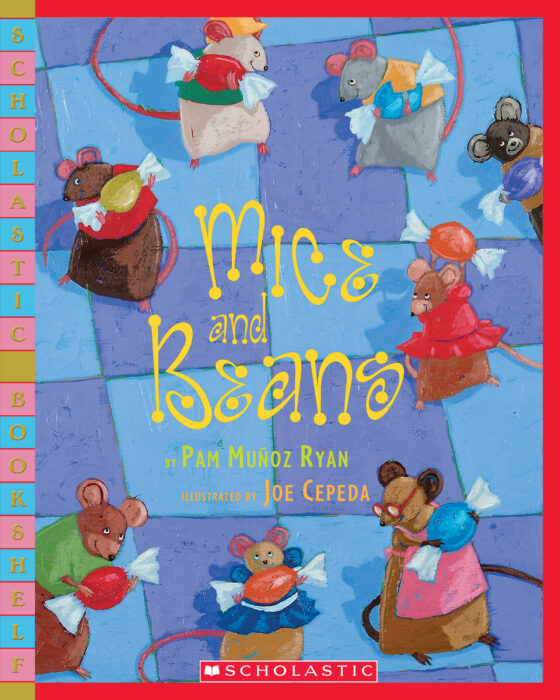 SCHOLASTIC BOOKSHELF
Mice
and
Beans
BY PAM MUÑOZ RYAN
ILLUSTRATED BY JOE CEPEDA
SCHOLASTIC